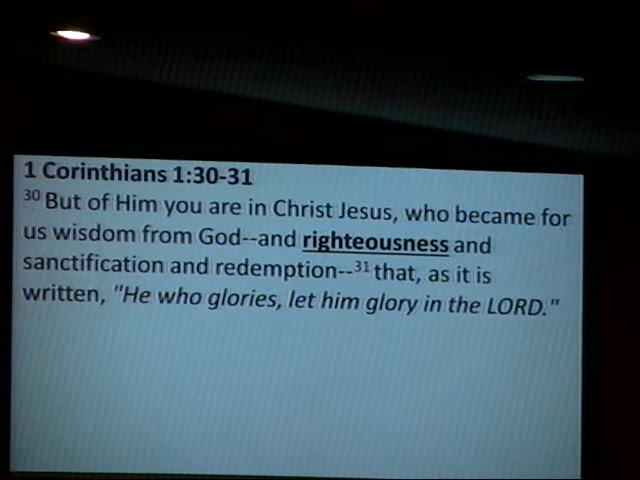 1 Corinthians 1:30-31
30 But of Him you are in Christ Jesus, who became for
us wisdom from God--and righteousness and
sanctification and redemption--31 that, as it is
written, "He who glories, let him glory in the LORD."